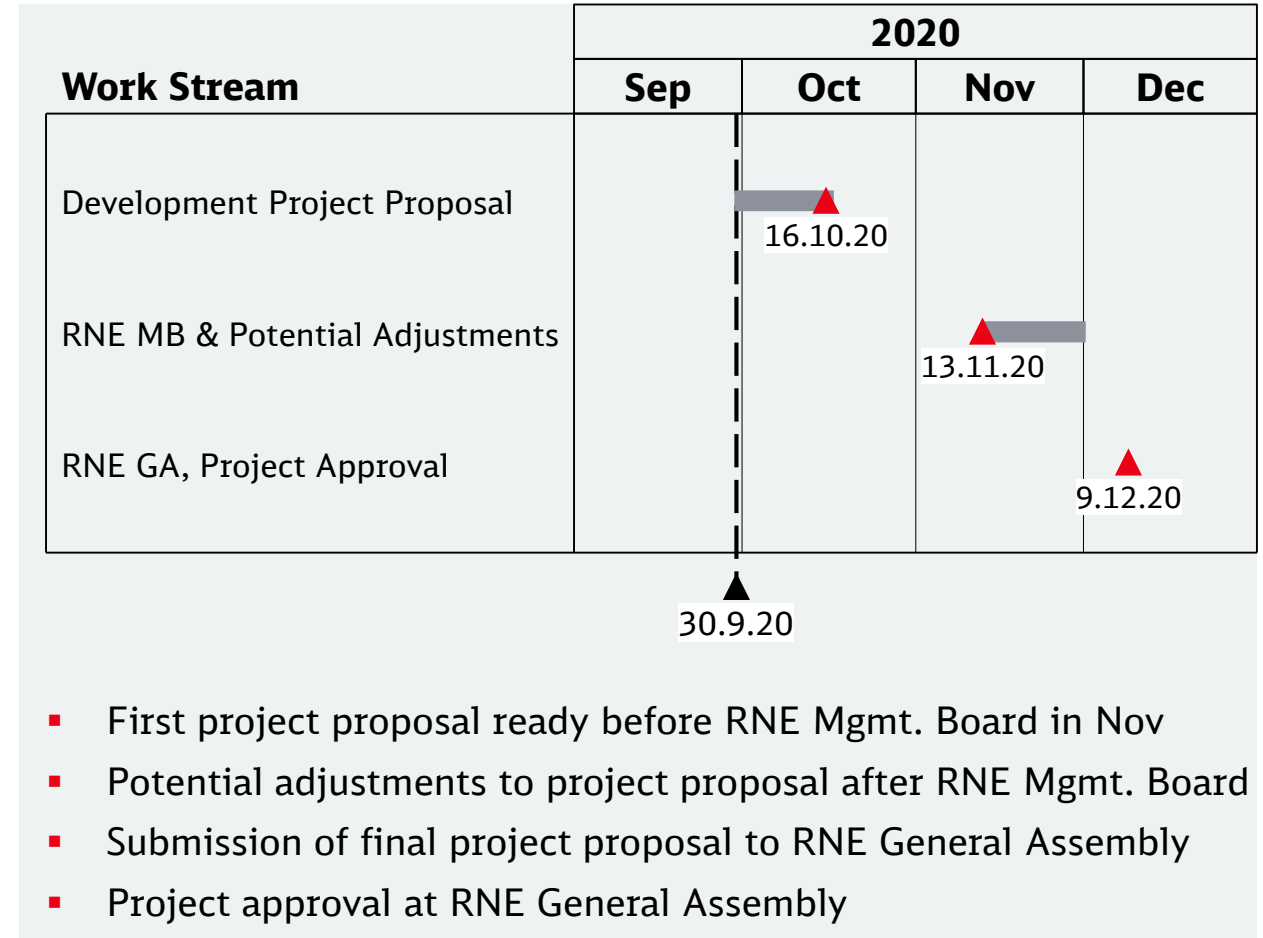 2020
Work Stream Sep Oct Nov Dec
Development Project Proposal
16.10.20
RNE MB & Potential Adjustments
13.11.20
RNE GA, Project Approval
9.12.20
30.9.20
▪ First project proposal ready before RNE Mgmt. Board in Nov
▪ Potential adjustments to project proposal after RNE Mgmt. Board
▪ Submission of final project proposal to RNE General Assembly
▪ Project approval at RNE General Assembly